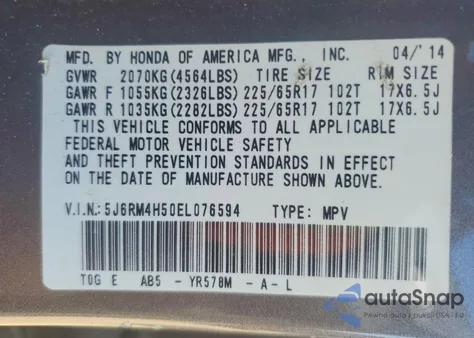 MFD. BY HONDA OF AMERICA MFG., INC. 04/'14
GVWR 2070KG(4564LBS) TIRE SIZE RIM SIZE
GAWR F 1055KG(2326LBS) 225/65R17 102T 17X6.5J
GAWR R 1035KG(2282LBS) 225/65R17 102T 17X6.5J
THIS VEHICLE CONFORMS TO ALL APPLICABLE
FEDERAL MOTOR VEHICLE SAFETY
AND THEFT PREVENTION STANDARDS IN EFFECT
ON THE DATE OF MANUFACTURE SHOWN ABOVE.
V.I.N.:5J6RM4H50EL076594 TYPE: MPV
T0G E AB5 - YR578M - A - L
autaSnap